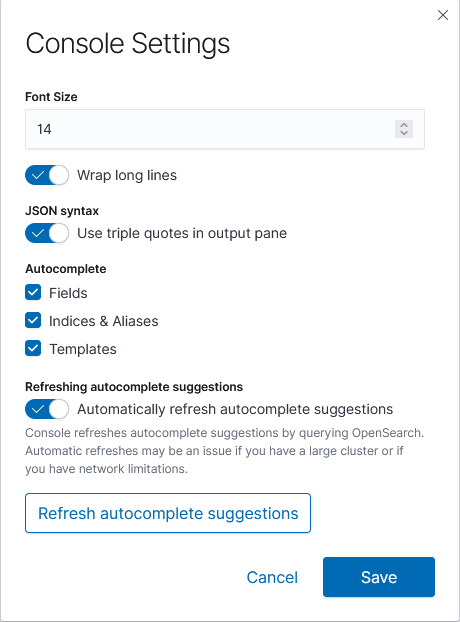 Console Settings
Font Size
14
Wrap long lines
JSON syntax
Use triple quotes in output pane
Autocomplete
Fields
Indices & Aliases
Templates
Refreshing autocomplete suggestions
Automatically refresh autocomplete suggestions
Console refreshes autocomplete suggestions by querying OpenSearch.
Automatic refreshes may be an issue if you have a large cluster or if
you have network limitations.
Refresh autocomplete suggestions
Cancel
Save